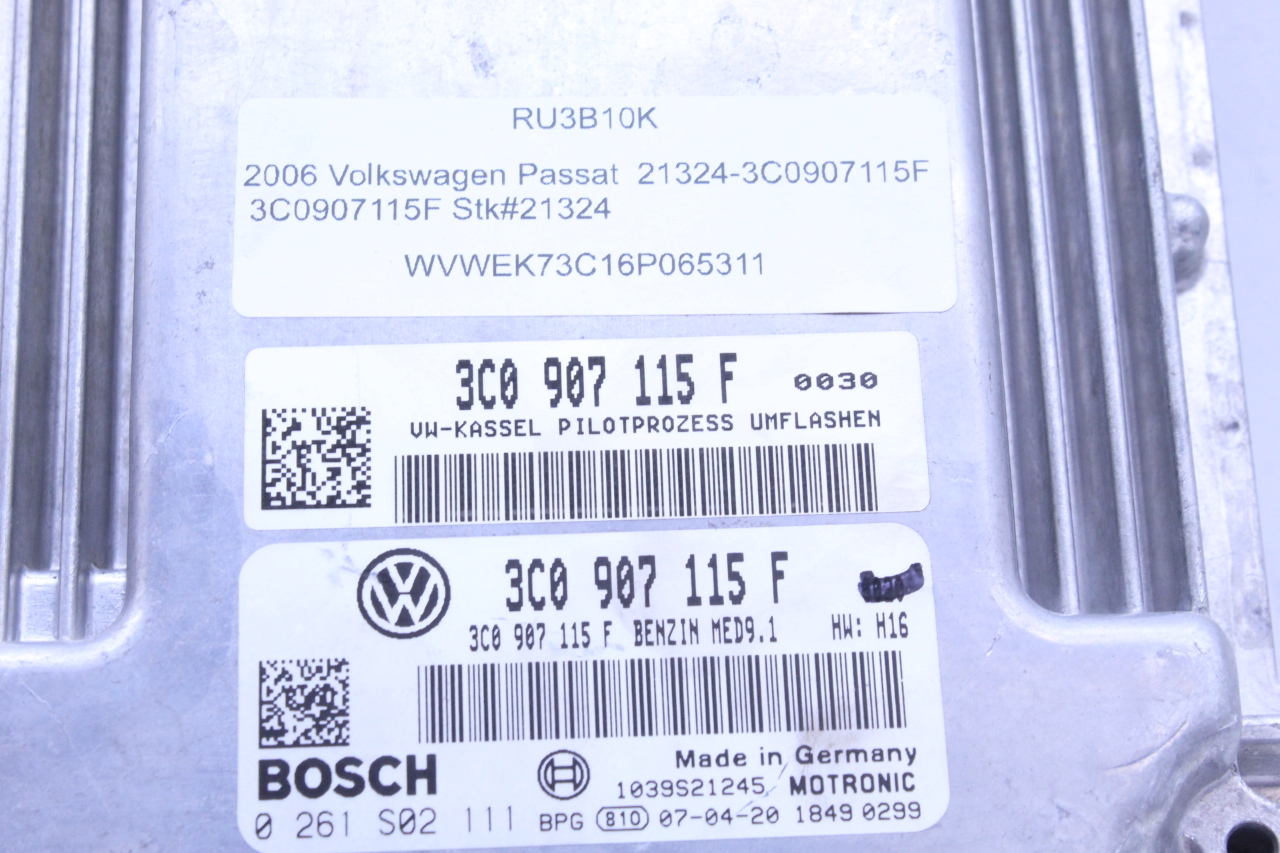 RU3B10K
2006 Volkswagen Passat 21324-3C0907115F
3C0907115F Stk#21324
WVWEK73C16P065311
3C0 907 115 F 0030
VW-KASSEL PILOTPROZESS UMFLASHEN
3C0 907 115 F
3C0 907 115 F BENZIN MED9.1 HW: H16
BOSCH
Made in Germany
1039S21245 MOTRONIC
0 261 S02 111 BPG 810 07-04-20 1849 0299